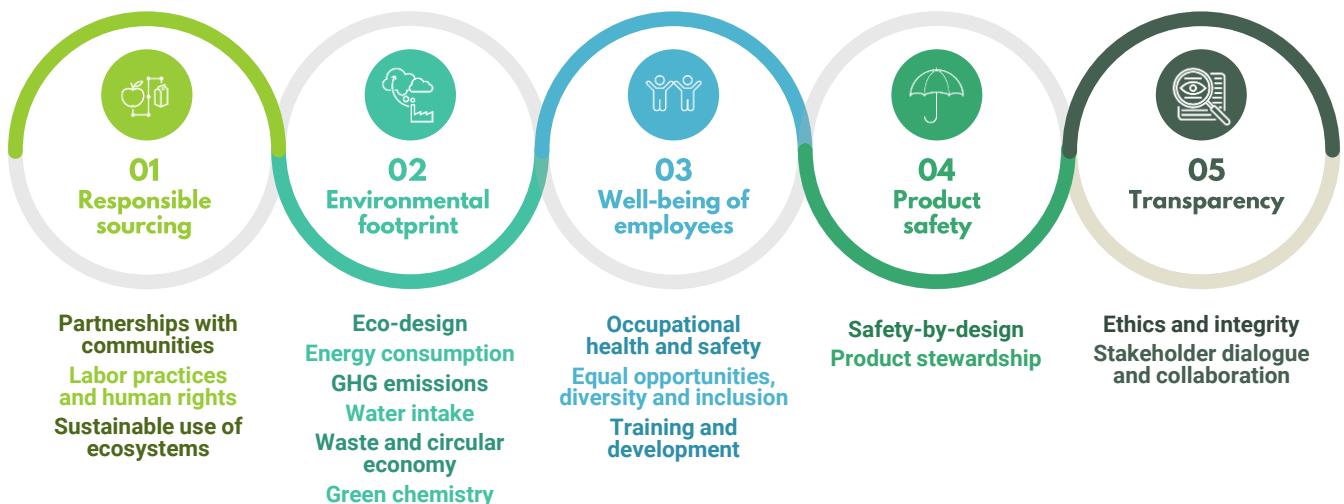 01
Responsible
sourcing
Partnerships with
communities
Labor practices
and human rights
Sustainable use of
ecosystems
02
Environmental
footprint
Eco-design
Energy consumption
GHG emissions
Water intake
Waste and circular
economy
Green chemistry
03
Well-being of
employees
Occupational
health and safety
Equal opportunities,
diversity and inclusion
Training and
development
04
Product
safety
Safety-by-design
Product stewardship
05
Transparency
Ethics and integrity
Stakeholder dialogue
and collaboration